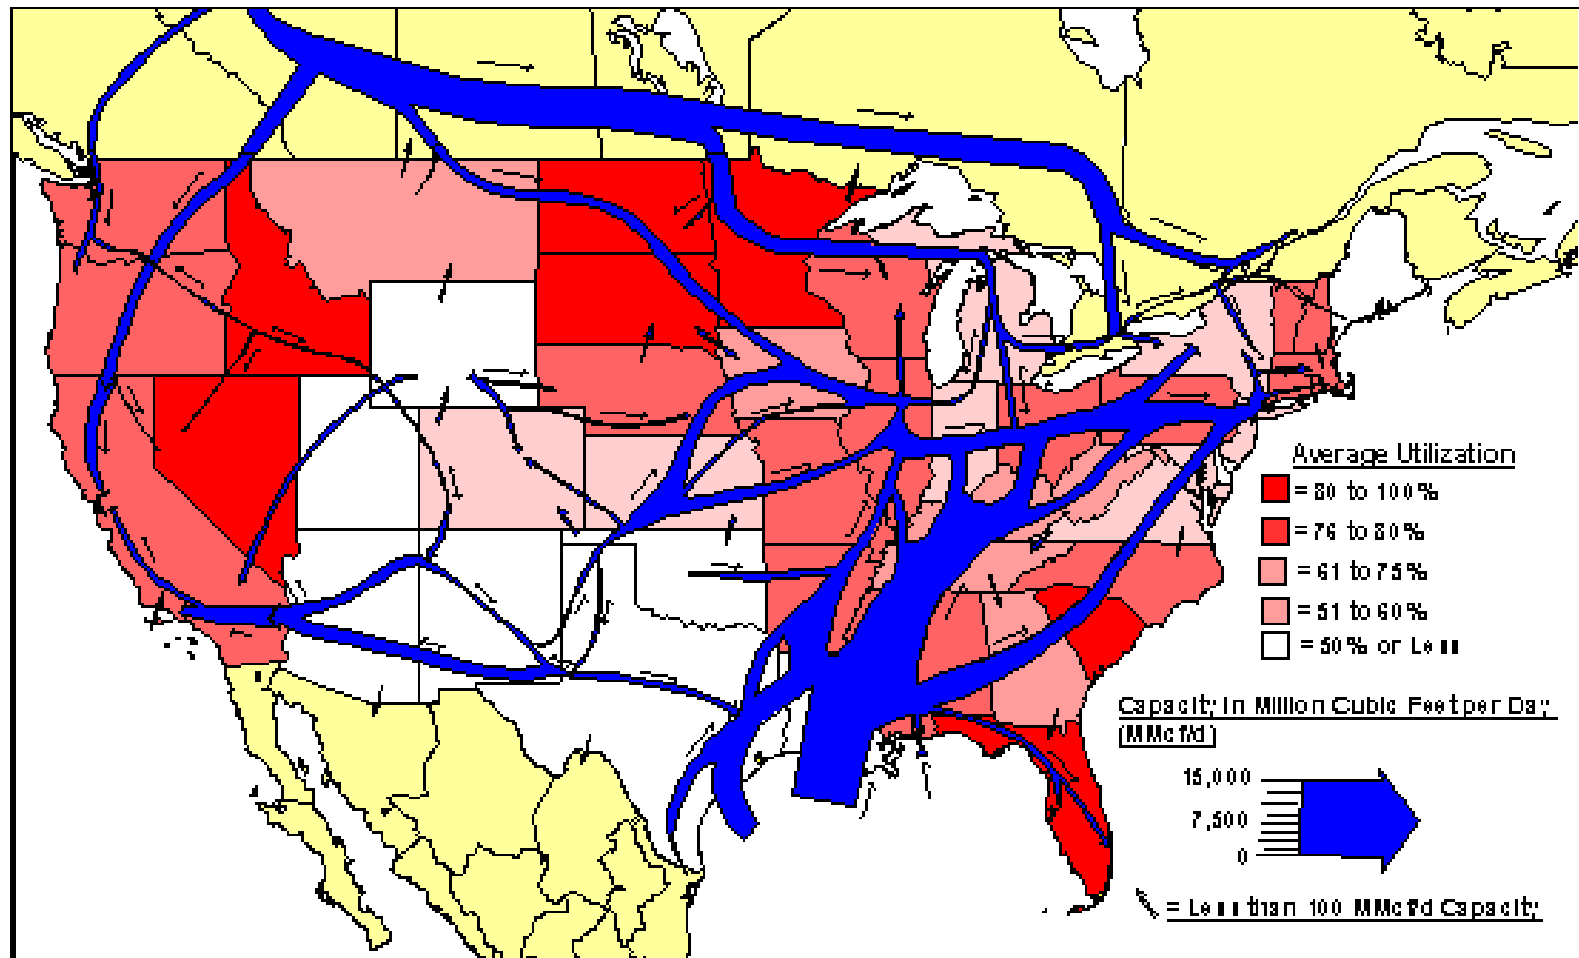 Average Utilization
= 80 to 100%
= 76 to 80%
= 61 to 75%
= 51 to 60%
= 50% or Less
Capacity in Million Cubic Feet per Day
(MMcf/d)
15,000
7,500
0
= Less than 100 MMcf/d Capacity